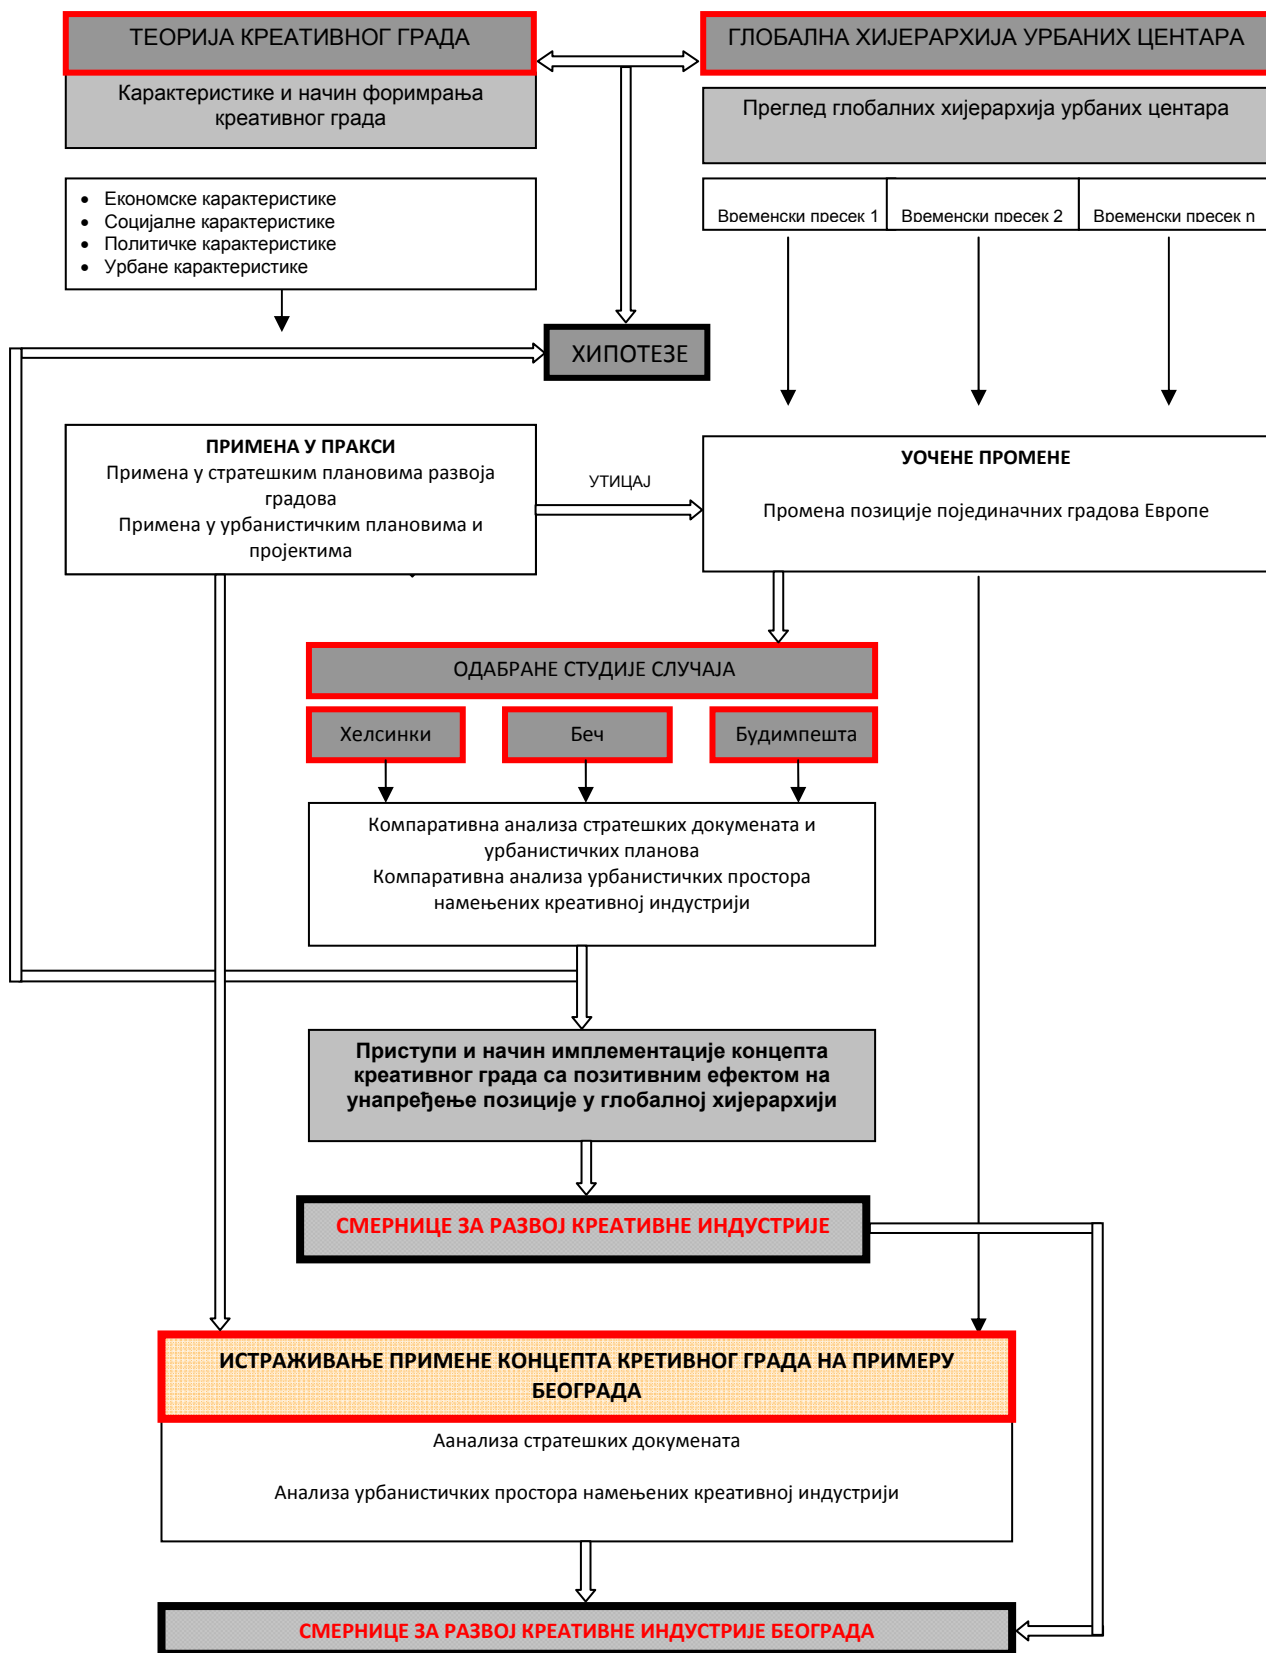 ТЕОРИЈА КРЕАТИВНОГ ГРАДА
Карактеристике и начин форимрања
креативног града
• Економске карактеристике
• Социјалне карактеристике
• Политичке карактеристике
• Урбане карактеристике
ГЛОБАЛНА ХИЈЕРАРХИЈА УРБАНИХ ЦЕНТАРА
Преглед глобалних хијерархија урбаних центара
Временски пресек 1
Временски пресек 2
Временски пресек n
ХИПОТЕЗЕ
ПРИМЕНА У ПРАКСИ
Примена у стратешким плановима развоја
градова
Примена у урбанистичким плановима и
пројектима
УТИЦАЈ
УОЧЕНЕ ПРОМЕНЕ
Промена позиције појединачних градова Европе
ОДАБРАНЕ СТУДИЈЕ СЛУЧАЈА
Хелсинки
Беч
Будимпешта
Компаративна анализа стратешких докумената и
урбанистичких планова
Компаративна анализа урбанистичких простора
намењених креативној индустрији
Приступи и начин имплементације концепта
креативног града са позитивним ефектом на
унапређење позиције у глобалној хијерархији
СМЕРНИЦЕ ЗА РАЗВОЈ КРЕАТИВНЕ ИНДУСТРИЈЕ
ИСТРАЖИВАЊЕ ПРИМЕНЕ КОНЦЕПТА КРЕТИВНОГ ГРАДА НА ПРИМЕРУ
БЕОГРАДА
Аанализа стратешких докумената
Анализа урбанистичких простора намењених креативној индустрији
СМЕРНИЦЕ ЗА РАЗВОЈ КРЕАТИВНЕ ИНДУСТРИЈЕ БЕОГРАДА